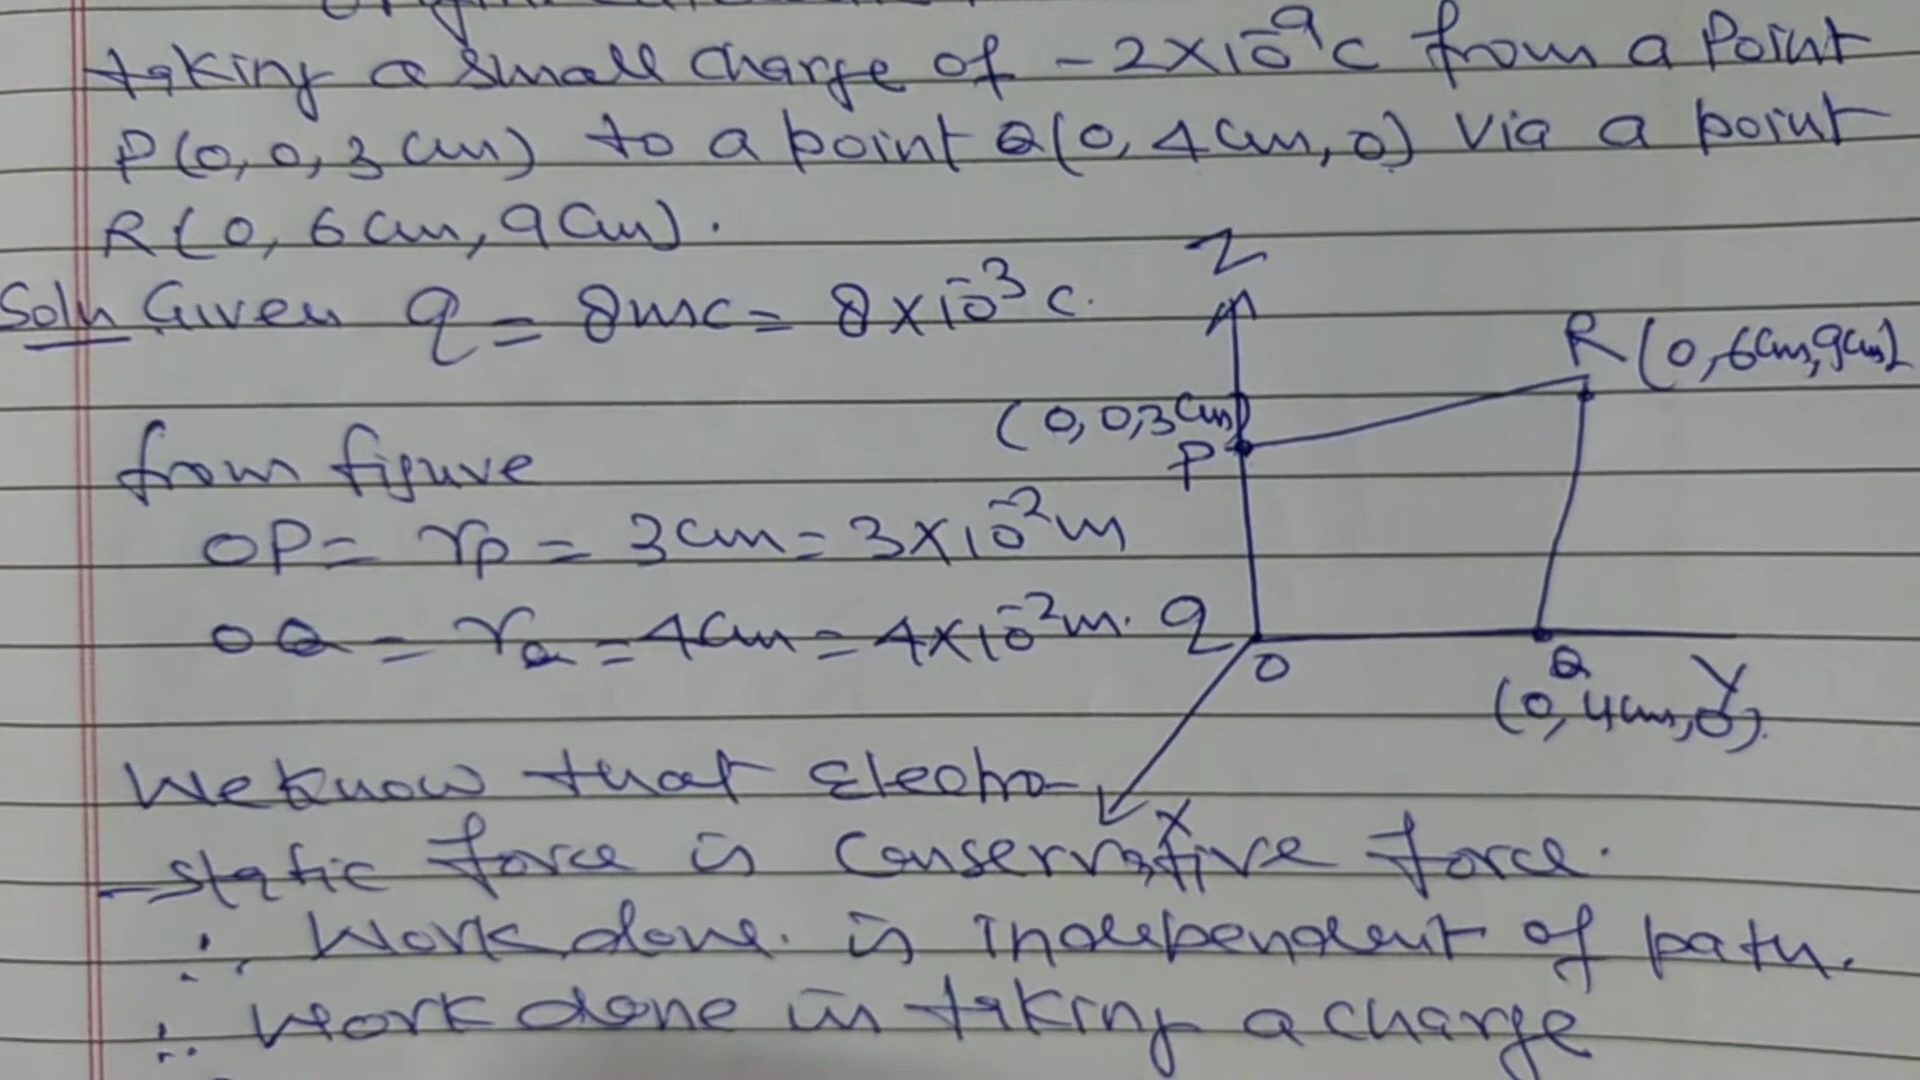 taking a small charge of -2×10⁻⁹c from a Point
P(0,0,3cm) to a point Q(0,4cm,0) via a point
R(0, 6cm, 9cm).
Soln Given q = 8mc = 8×10⁻³ c.
Z
R(0,6cm,9cm)
(0,0,3cm)
P
from figure
OP = rp = 3cm = 3×10⁻²m
OQ = rQ = 4cm = 4×10⁻²m.
q
O
Q
Y
(0,4cm,0).
X
We know that Electro-
-static force is Conservative force.
∴ Work done. is independent of path.
∴ Work done in taking a charge